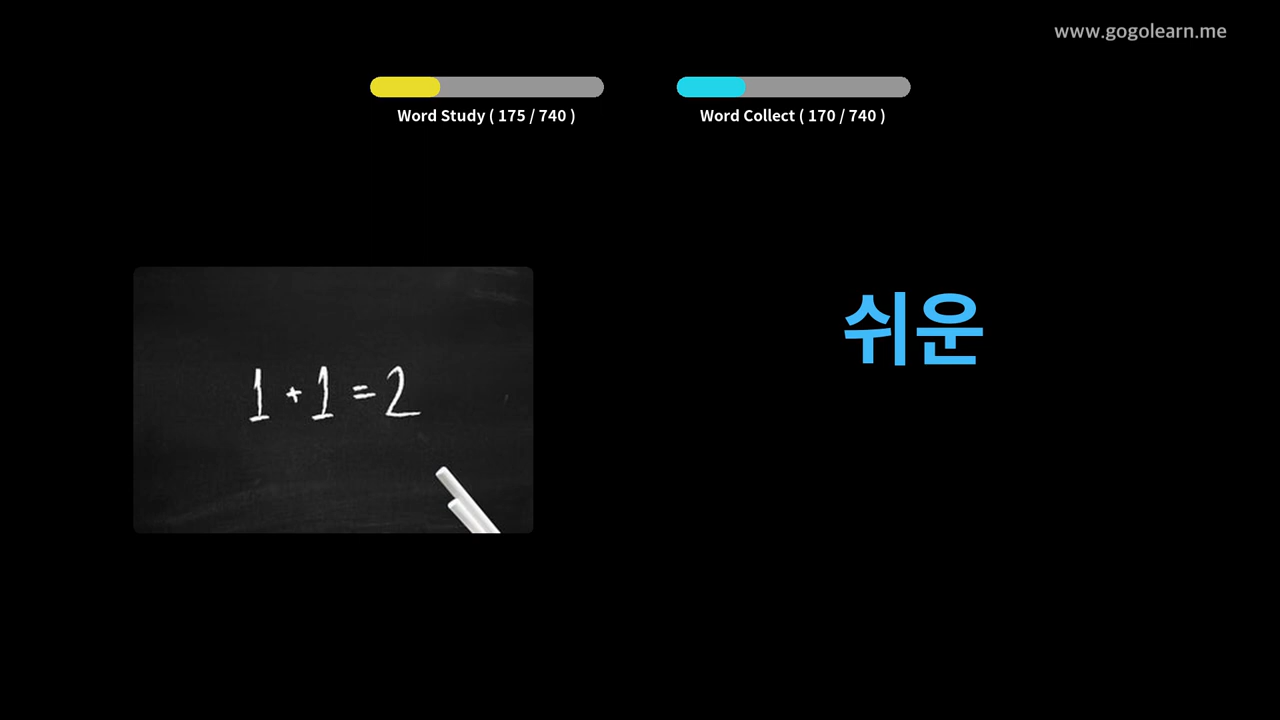 www.gogolearn.me
Word Study ( 175 / 740 )
Word Collect ( 170 / 740 )
1 + 1 = 2
쉬운